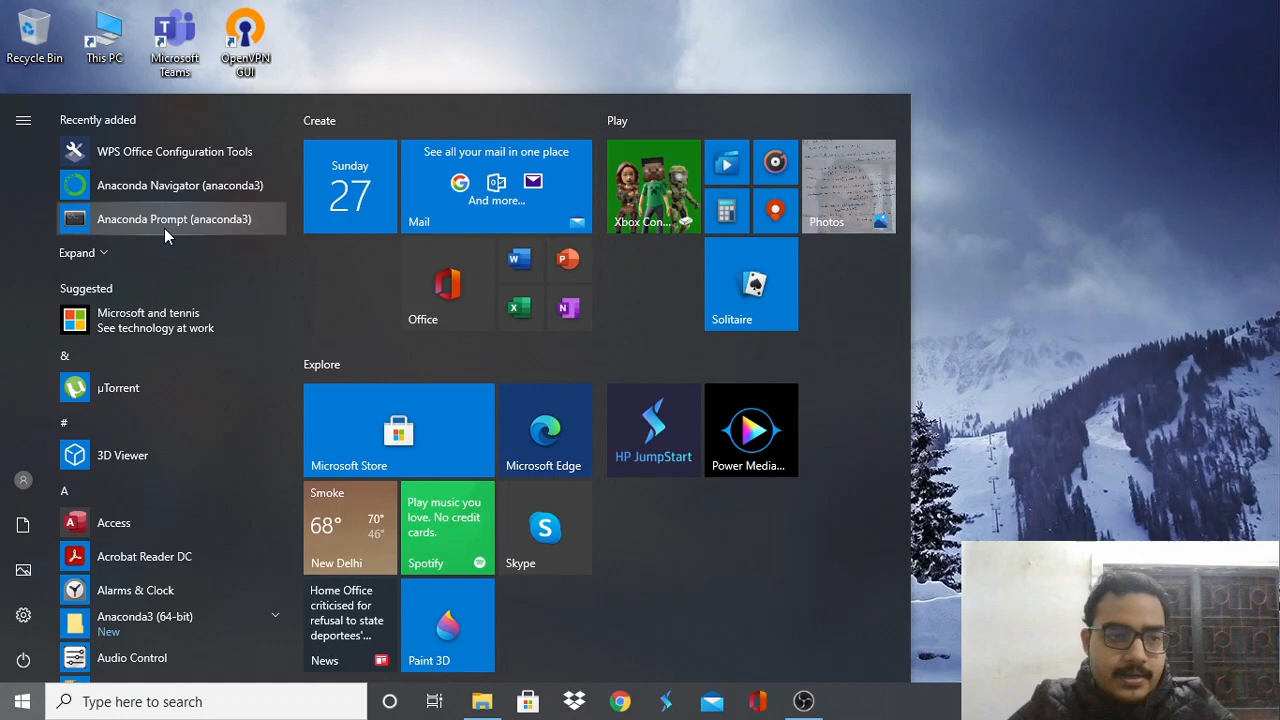 Recycle Bin
This PC
Microsoft
Teams
OpenVPN
GUI
Recently added
WPS Office Configuration Tools
Anaconda Navigator (anaconda3)
Anaconda Prompt (anaconda3)
Expand
Suggested
Microsoft and tennis
See technology at work
&
µTorrent
#
3D Viewer
A
Access
Acrobat Reader DC
Alarms & Clock
Anaconda3 (64-bit)
New
Audio Control
Create
Sunday
27
See all your mail in one place
And more...
Mail
Office
Play
Xbox Con...
Photos
Solitaire
Explore
Microsoft Store
Microsoft Edge
HP JumpStart
Power Media...
Smoke
68°
70°
46°
New Delhi
Play music you
love. No credit
cards.
Spotify
Skype
Home Office
criticised for
refusal to state
deportees'...
News
Paint 3D
Type here to search